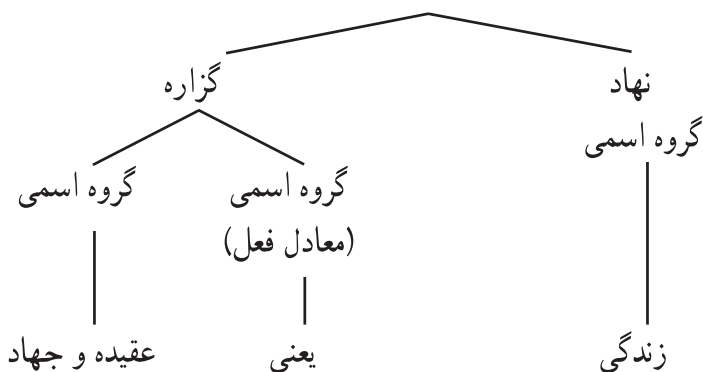 نهاد
گزاره
گروه اسمی
گروه اسمی
گروه اسمی
(معادل فعل)
زندگی
یعنی
عقیده و جهاد